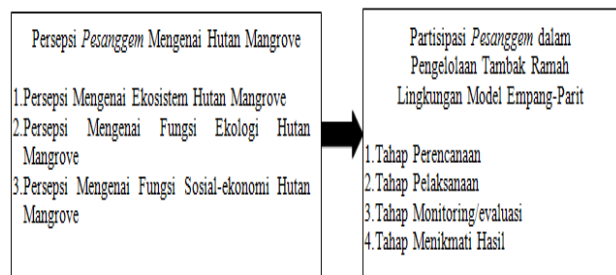 Persepsi Pesanggem Mengenai Hutan Mangrove
1.Persepsi Mengenai Ekosistem Hutan Mangrove
2.Persepsi Mengenai Fungsi Ekologi Hutan
Mangrove
3.Persepsi Mengenai Fungsi Sosial-ekonomi Hutan
Mangrove
Partisipasi Pesanggem dalam
Pengelolaan Tambak Ramah
Lingkungan Model Empang-Parit
1.Tahap Perencanaan
2.Tahap Pelaksanaan
3.Tahap Monitoring/evaluasi
4.Tahap Menikmati Hasil